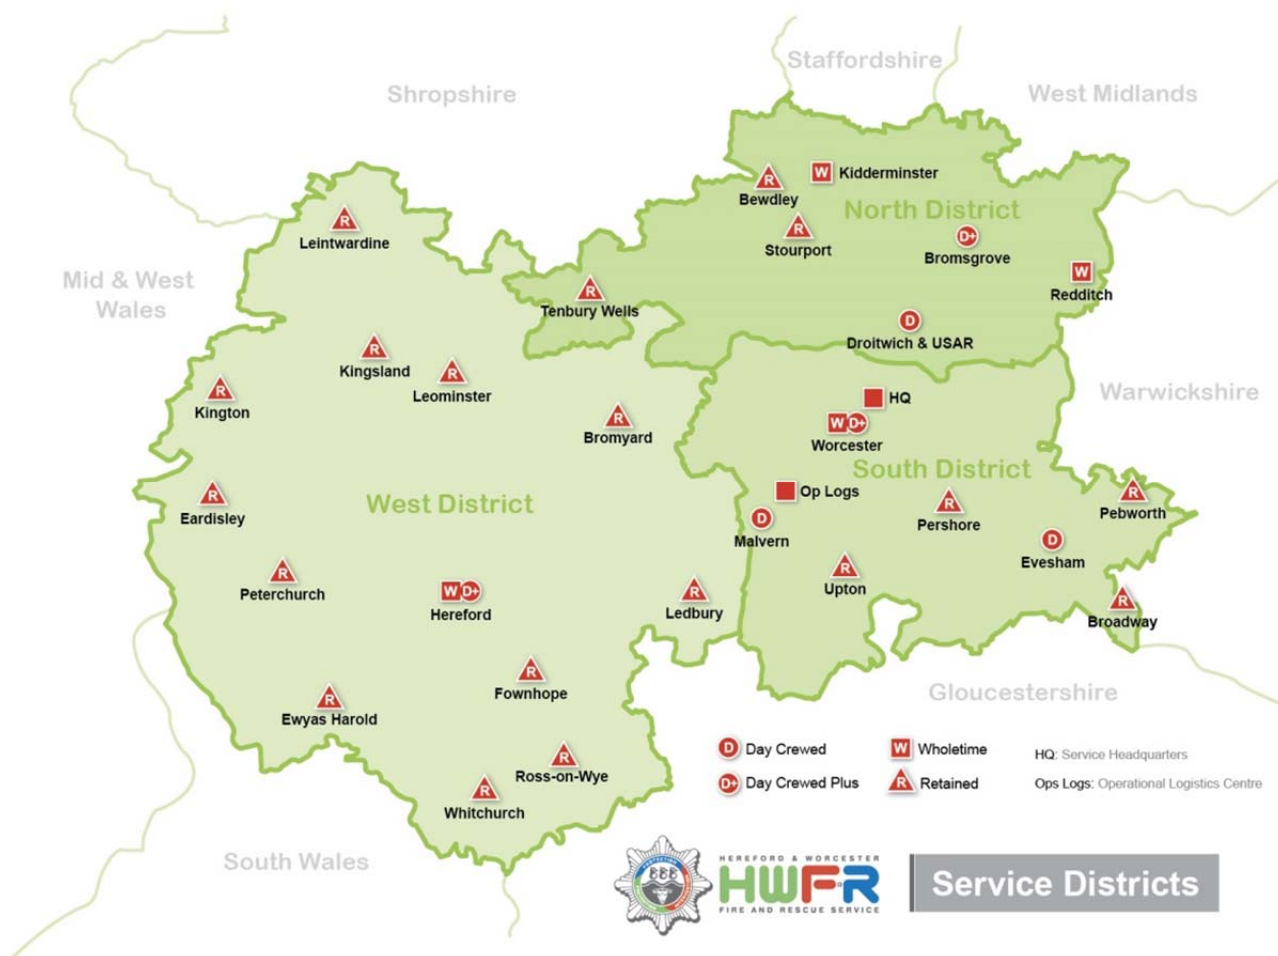 Staffordshire
Shropshire
West Midlands
W Kidderminster
R
Bewdley
North District
R
Stourport
D+
Bromsgrove
R
Leintwardine
Mid & West
Wales
W
Redditch
R
Tenbury Wells
D
Droitwich & USAR
R
Kingsland
R
Leominster
R
Kington
Warwickshire
HQ
R
Bromyard
W D+
Worcester
South District
West District
Op Logs
R
Eardisley
R
Pershore
R
Pebworth
D
Malvern
D
Evesham
R
Peterchurch
W D+
Hereford
R
Ledbury
R
Upton
R
Broadway
R
Fownhope
Gloucestershire
R
Ewyas Harold
R
Ross-on-Wye
R
Whitchurch
South Wales
D Day Crewed
W Wholetime
HQ: Service Headquarters
D+ Day Crewed Plus
R Retained
Ops Logs: Operational Logistics Centre
HEREFORD & WORCESTER
HWFR
FIRE AND RESCUE SERVICE
Service Districts